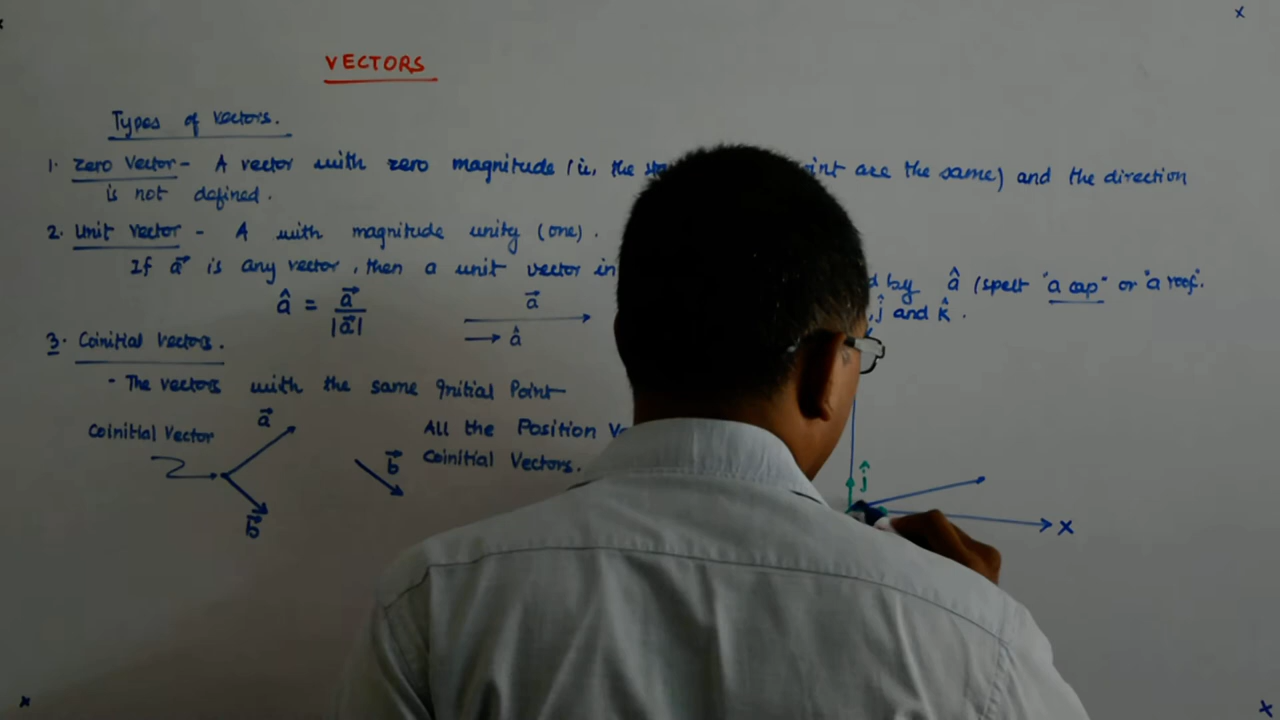 VECTORS
Types of Vectors.
1. Zero Vector - A vector with zero magnitude (i.e, the are the same) and the direction
is not defined.
2. Unit vector - A with magnitude unity (one).
If a⃗ is any vector, then a unit vector in by â (spelt "a cap" or "a roof".
â = a⃗ / |a⃗|
a⃗
â
ĵ and k̂.
3. Coinitial Vectors.
- The vectors with the same Initial Point
Coinitial Vector
a⃗
b⃗
b⃗
All the Position
Coinitial Vectors.
ĵ
X